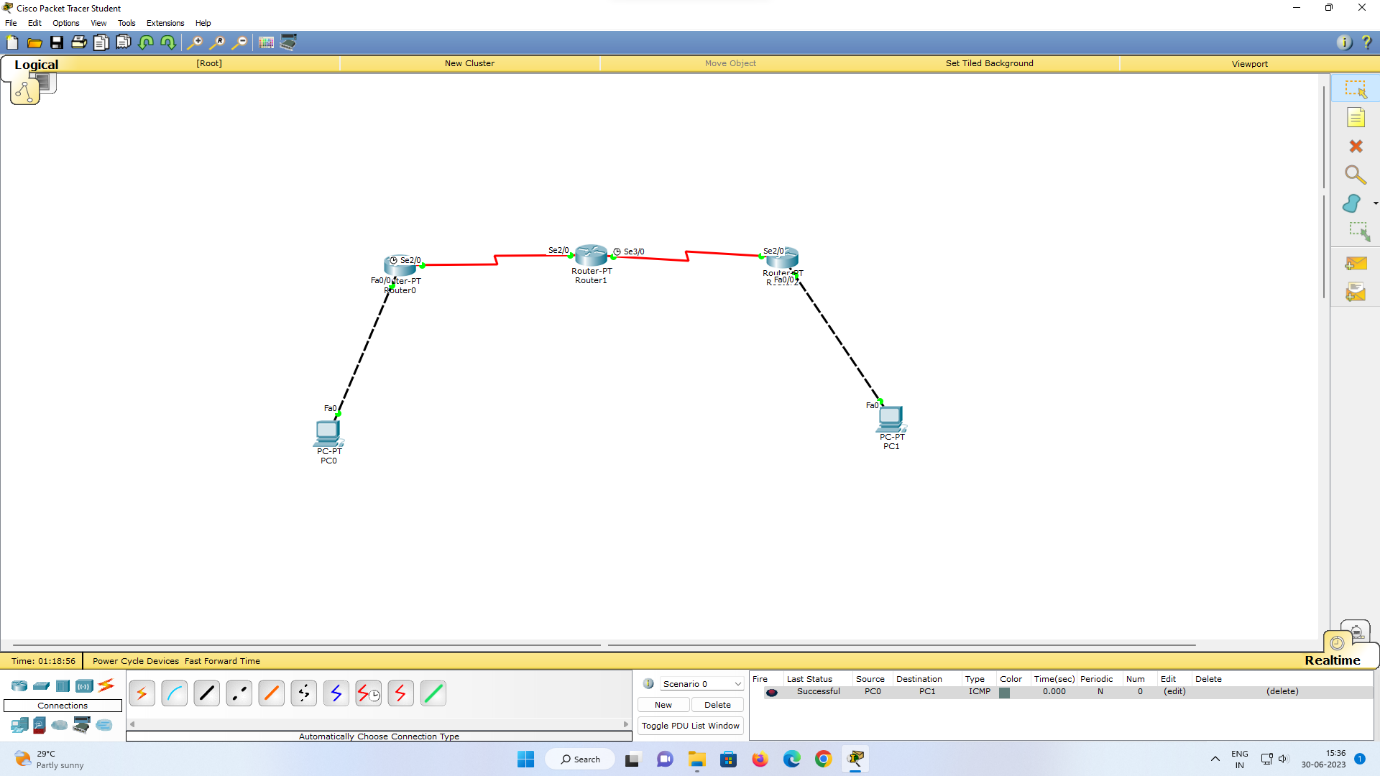 Cisco Packet Tracer Student
File Edit Options View Tools Extensions Help
Logical [Root] New Cluster Move Object Set Tiled Background Viewport
Se2/0 Se3/0 Se2/0
Se2/0
Router-PT
Router1
Fa0/0
Router0
Router-PT
Fa0/0
Fa0
PC-PT
PC0
Fa0
PC-PT
PC1
Time: 01:18:56 Power Cycle Devices Fast Forward Time
Realtime
Connections
Automatically Choose Connection Type
Scenario 0
New Delete
Toggle PDU List Window
Fire Last Status Source Destination Type Color Time(sec) Periodic Num Edit Delete
Successful PC0 PC1 ICMP 0.000 N 0 (edit) (delete)
29°C
Partly sunny
Search
ENG
IN
15:36
30-06-2023
1